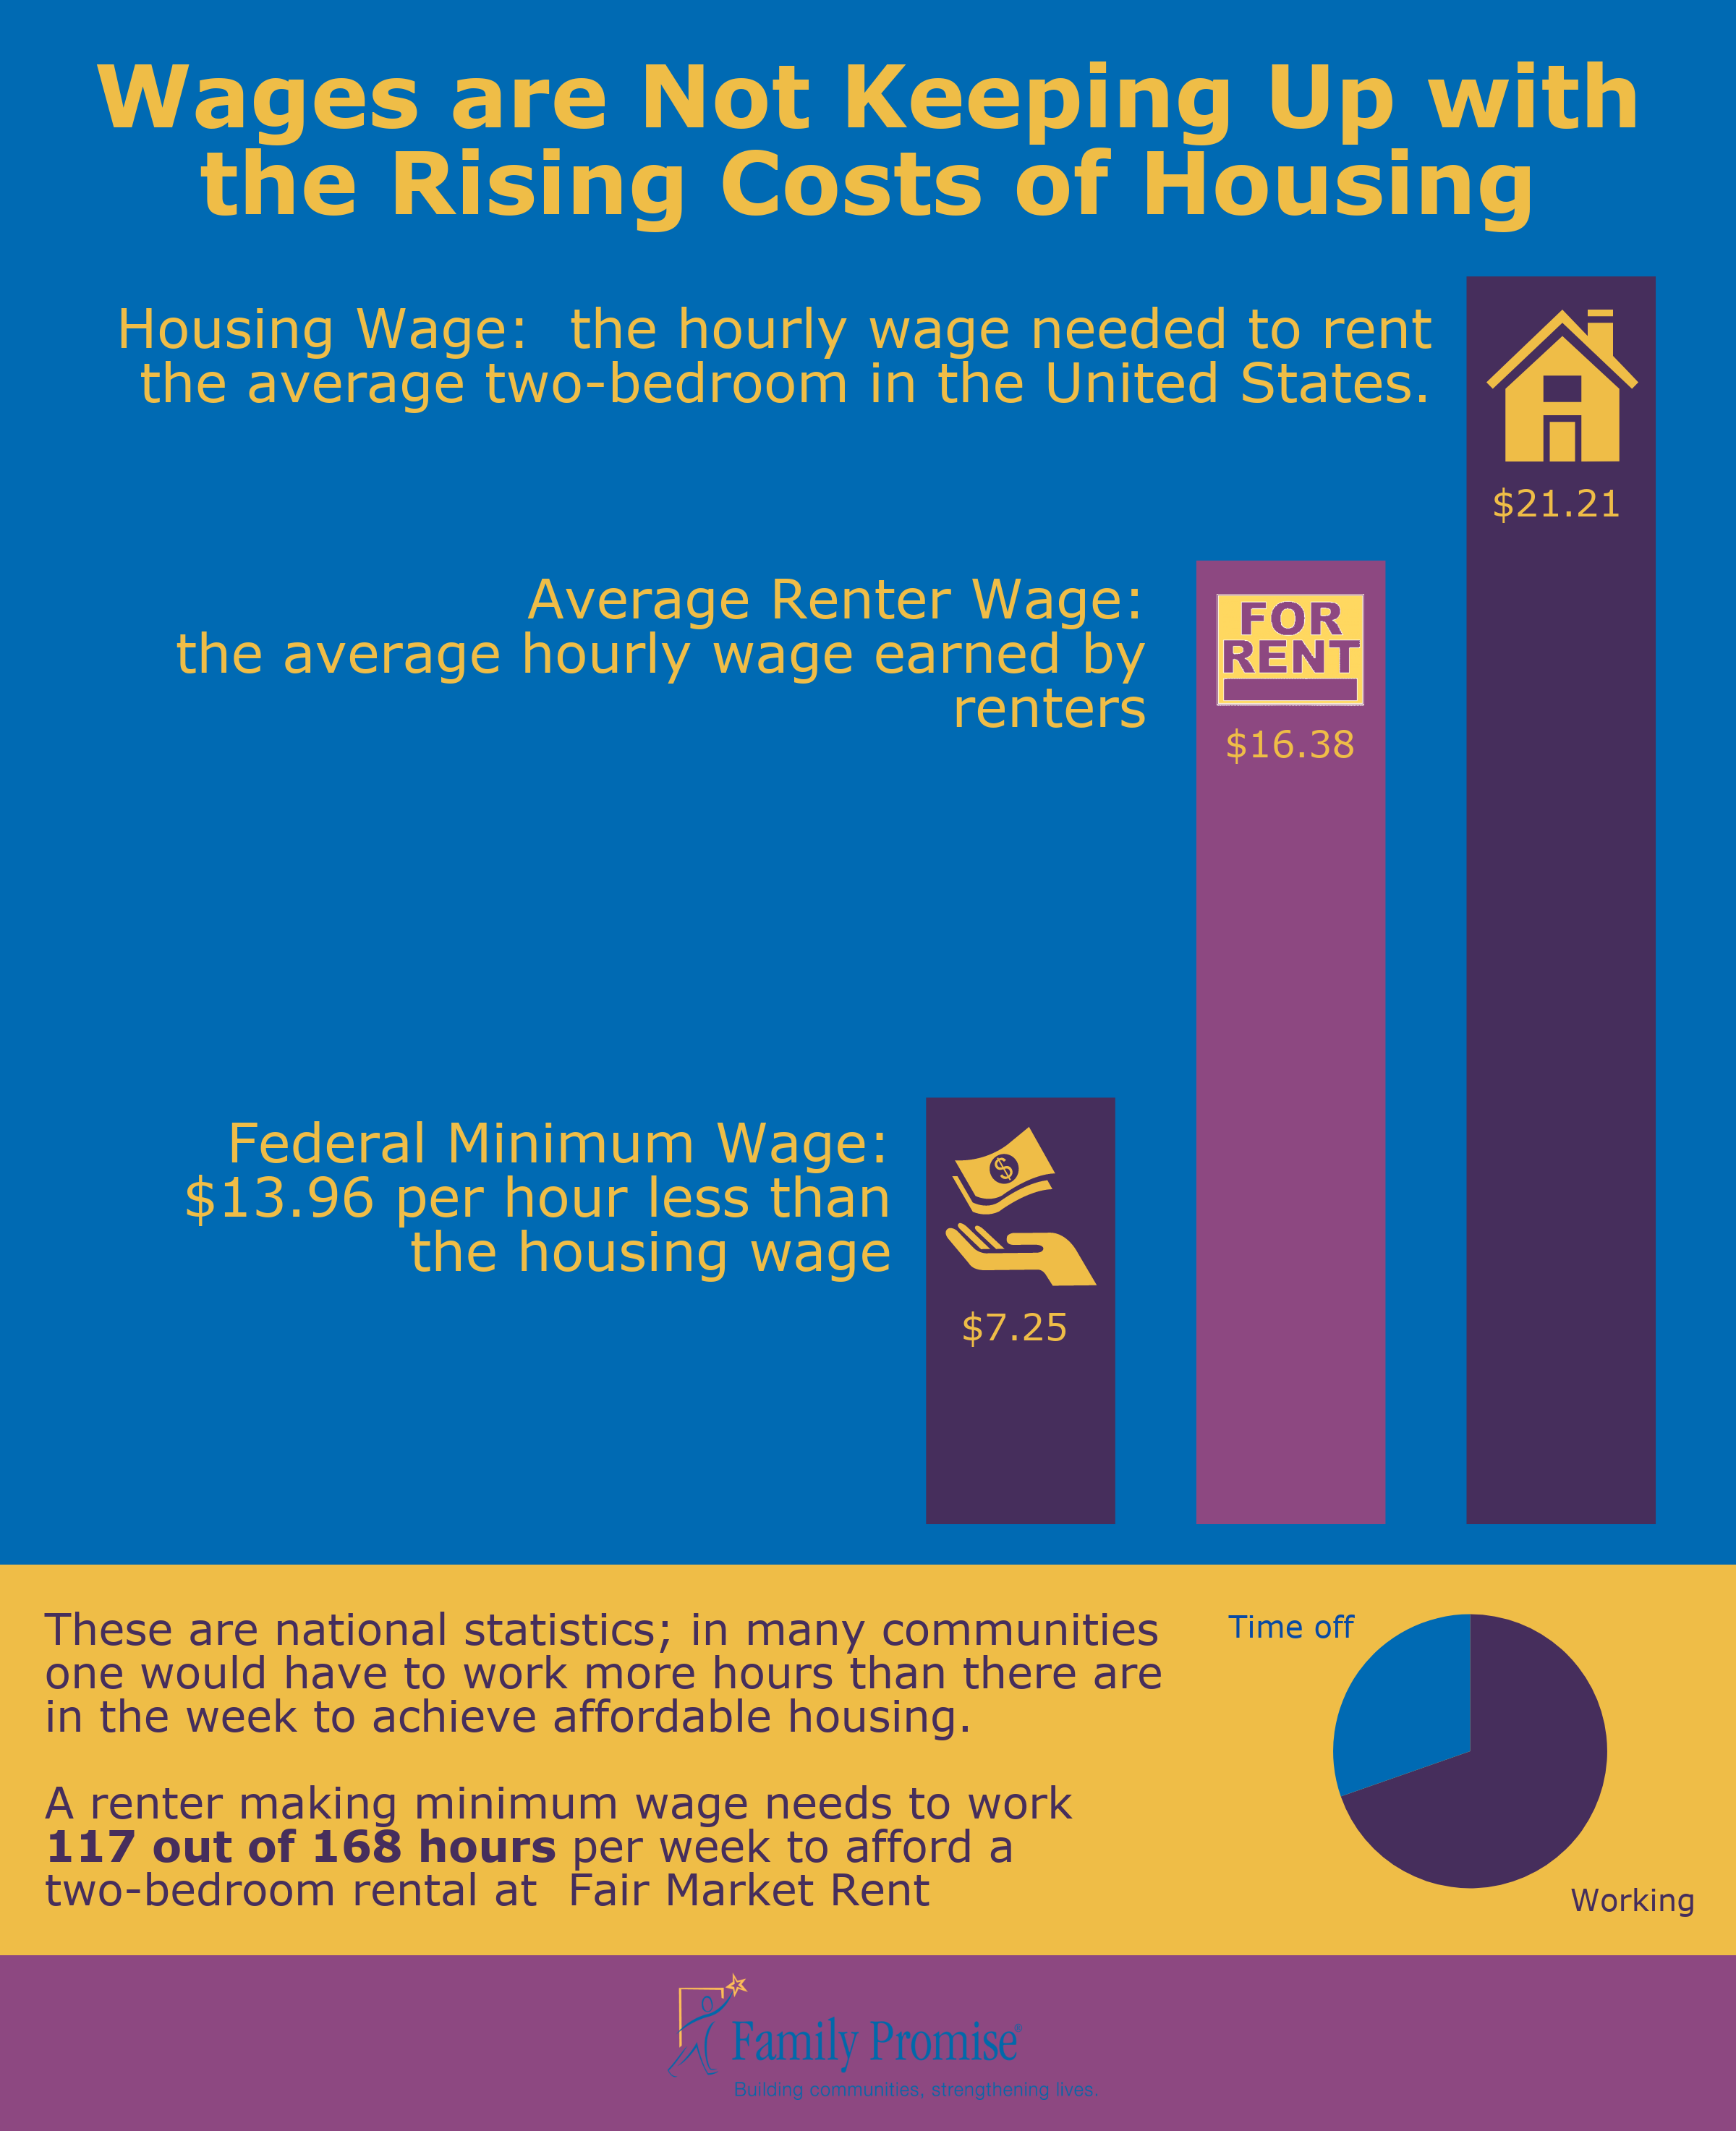 Wages are Not Keeping Up with
the Rising Costs of Housing
Housing Wage:  the hourly wage needed to rent
the average two-bedroom in the United States.
$21.21
Average Renter Wage:
the average hourly wage earned by
renters
FOR
RENT
$16.38
Federal Minimum Wage:
$13.96 per hour less than
the housing wage
$
$7.25
These are national statistics; in many communities
one would have to work more hours than there are
in the week to achieve affordable housing.
A renter making minimum wage needs to work
117 out of 168 hours per week to afford a
two-bedroom rental at  Fair Market Rent
Time off
Working
Family Promise®
Building communities, strengthening lives.